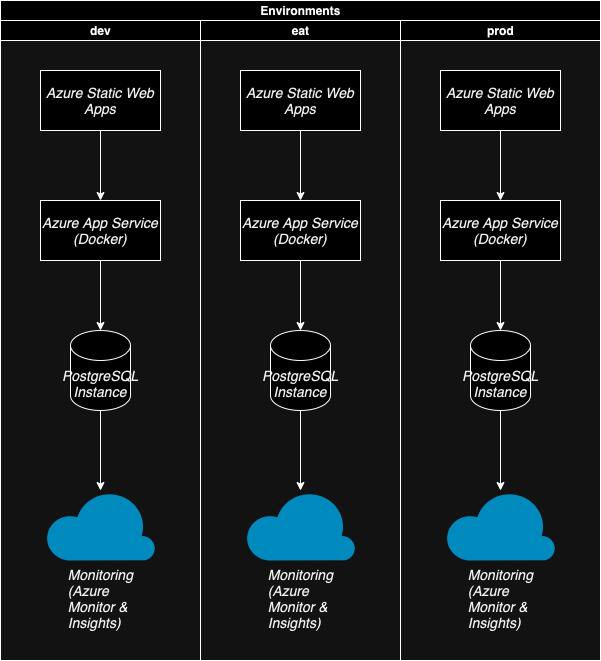 Environments
dev
eat
prod
Azure Static Web
Apps
Azure Static Web
Apps
Azure Static Web
Apps
Azure App Service
(Docker)
Azure App Service
(Docker)
Azure App Service
(Docker)
PostgreSQL
Instance
PostgreSQL
Instance
PostgreSQL
Instance
Monitoring
(Azure
Monitor &
Insights)
Monitoring
(Azure
Monitor &
Insights)
Monitoring
(Azure
Monitor &
Insights)